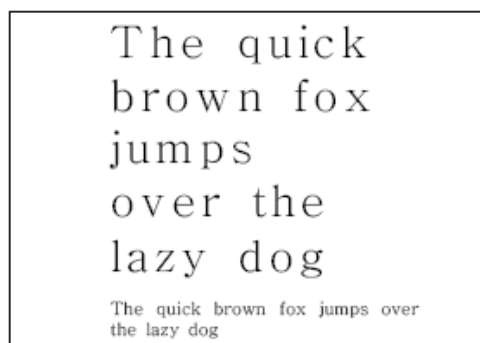 The quick
brown fox
jumps
over the
lazy dog
The quick brown fox jumps over
the lazy dog